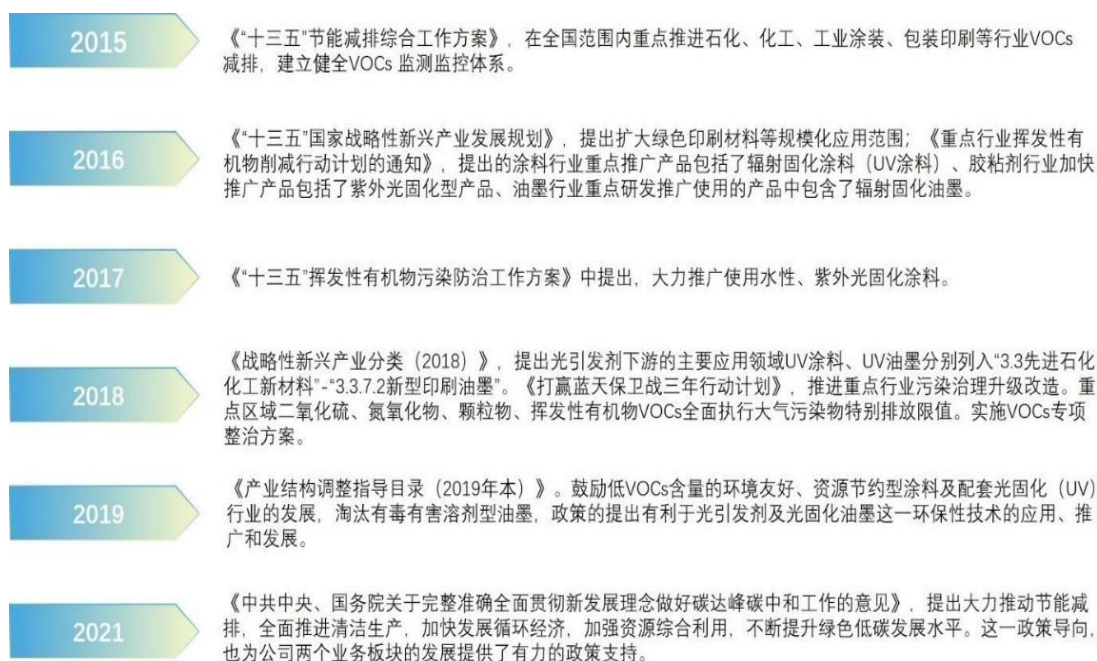 2015
《“十三五”节能减排综合工作方案》，在全国范围内重点推进石化、化工、工业涂装、包装印刷等行业VOCs
减排，建立健全VOCs 监测监控体系。
2016
《“十三五”国家战略性新兴产业发展规划》，提出扩大绿色印刷材料等规模化应用范围；《重点行业挥发性有
机物削减行动计划的通知》，提出的涂料行业重点推广产品包括了辐射固化涂料（UV涂料）、胶粘剂行业加快
推广产品包括了紫外光固化型产品、油墨行业重点研发推广使用的产品中包含了辐射固化油墨。
2017
《“十三五”挥发性有机物污染防治工作方案》中提出，大力推广使用水性、紫外光固化涂料。
2018
《战略性新兴产业分类（2018）》，提出光引发剂下游的主要应用领域UV涂料、UV油墨分别列入“3.3先进石化
化工新材料”-“3.3.7.2新型印刷油墨”。《打赢蓝天保卫战三年行动计划》，推进重点行业污染治理升级改造。重
点区域二氧化硫、氮氧化物、颗粒物、挥发性有机物VOCs全面执行大气污染物特别排放限值。实施VOCs专项
整治方案。
2019
《产业结构调整指导目录（2019年本）》。鼓励低VOCs含量的环境友好、资源节约型涂料及配套光固化（UV）
行业的发展，淘汰有毒有害溶剂型油墨，政策的提出有利于光引发剂及光固化油墨这一环保性技术的应用、推
广和发展。
2021
《中共中央、国务院关于完整准确全面贯彻新发展理念做好碳达峰碳中和工作的意见》，提出大力推动节能减
排，全面推进清洁生产，加快发展循环经济，加强资源综合利用，不断提升绿色低碳发展水平。这一政策导向，
也为公司两个业务板块的发展提供了有力的政策支持。